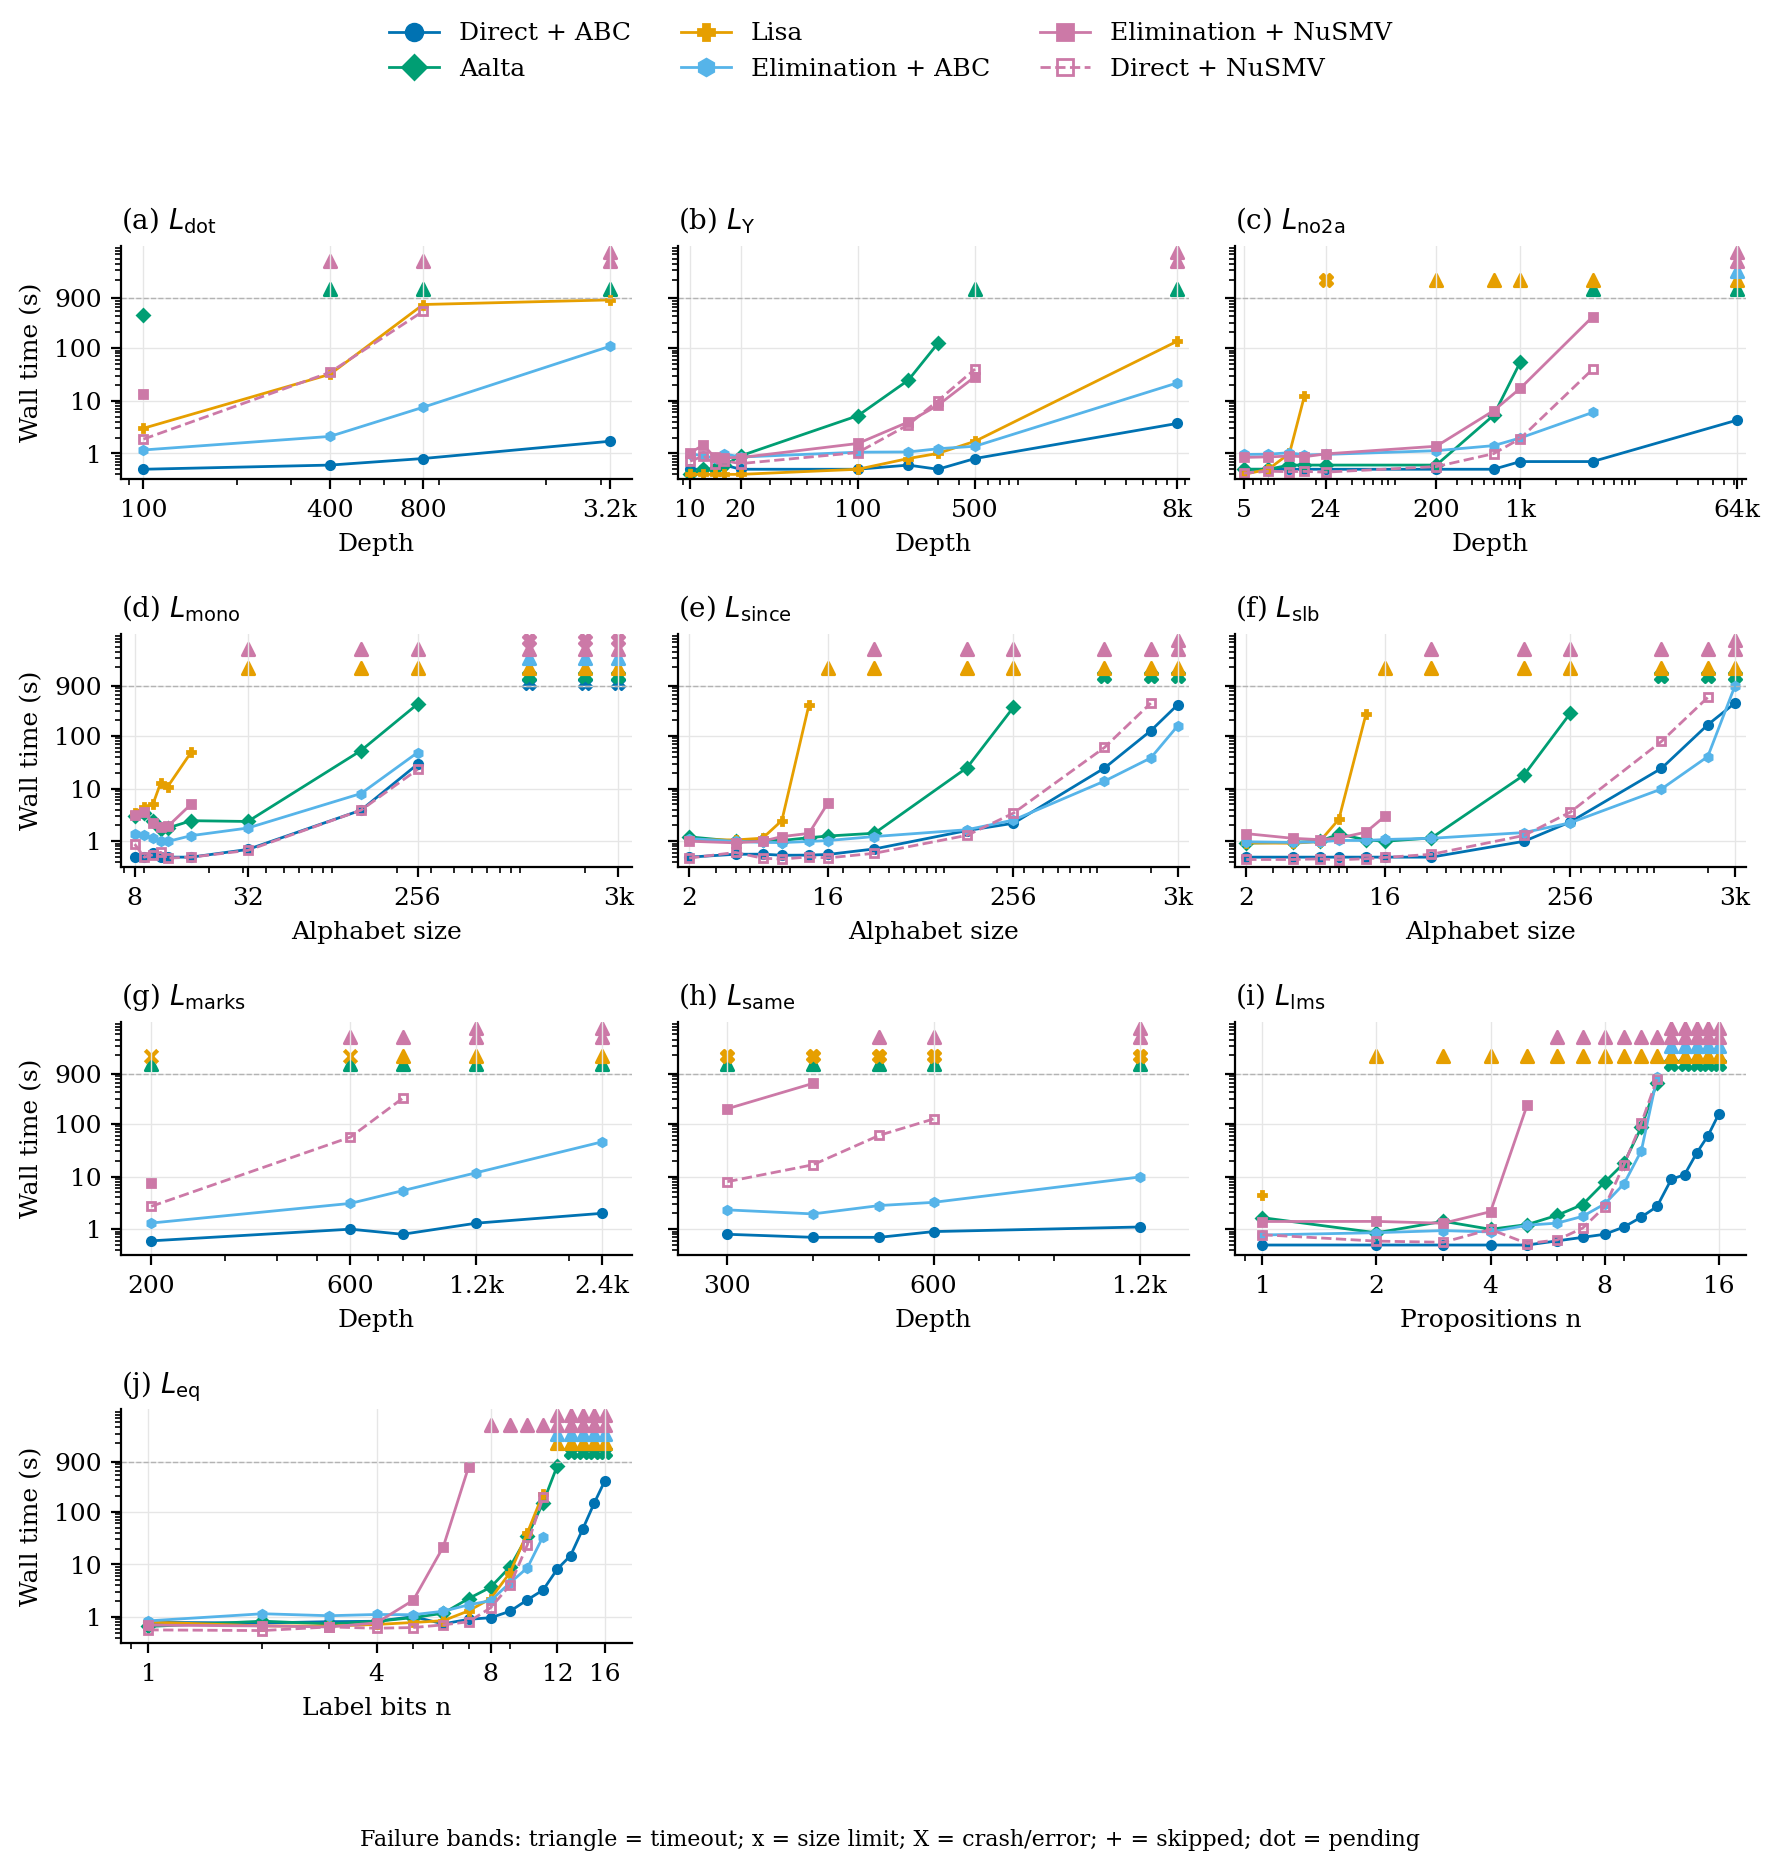 Direct + ABC
Aalta
Lisa
Elimination + ABC
Elimination + NuSMV
Direct + NuSMV
(a) L_dot
Wall time (s)
900
100
10
1
100 400 800 3.2k
Depth
(b) L_Y
10 20 100 500 8k
Depth
(c) L_no2a
5 24 200 1k 64k
Depth
(d) L_mono
Wall time (s)
900
100
10
1
8 32 256 3k
Alphabet size
(e) L_since
2 16 256 3k
Alphabet size
(f) L_slb
2 16 256 3k
Alphabet size
(g) L_marks
Wall time (s)
900
100
10
1
200 600 1.2k 2.4k
Depth
(h) L_same
300 600 1.2k
Depth
(i) L_lms
1 2 4 8 16
Propositions n
(j) L_eq
Wall time (s)
900
100
10
1
1 4 8 12 16
Label bits n
Failure bands: triangle = timeout; x = size limit; X = crash/error; + = skipped; dot = pending